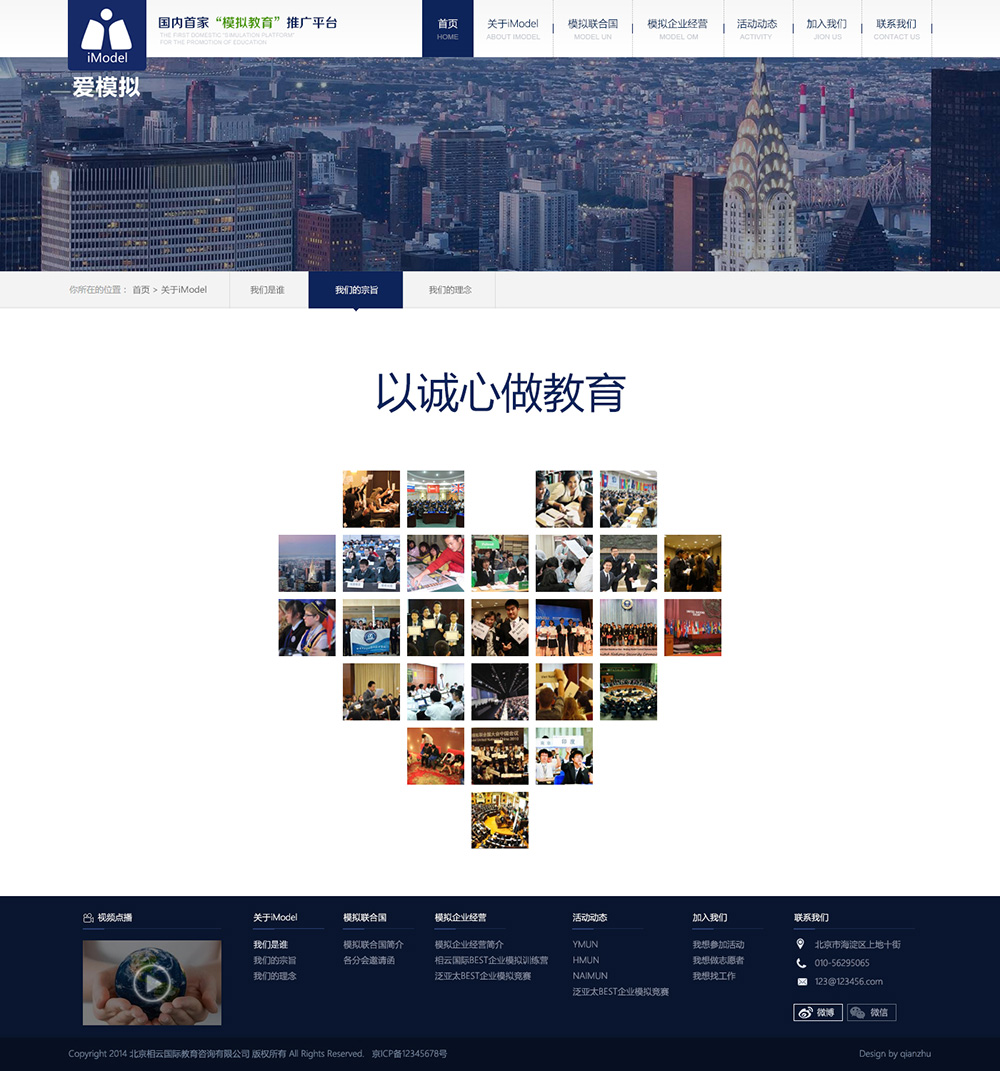 iModel
爱模拟
国内首家“模拟教育”推广平台
THE FIRST DOMESTIC "SIMULATION PLATFORM"
FOR THE PROMOTION OF EDUCATION
首页
HOME
关于iModel
ABOUT IMODEL
模拟联合国
MODEL UN
模拟企业经营
MODEL OM
活动动态
ACTIVITY
加入我们
JION US
联系我们
CONTACT US
你所在的位置： 首页 > 关于iModel
我们是谁
我们的宗旨
我们的理念
以诚心做教育
视频点播
关于iModel
我们是谁
我们的宗旨
我们的理念
模拟联合国
模拟联合国简介
各分会邀请函
模拟企业经营
模拟企业经营简介
相云国际BEST企业模拟训练营
泛亚太BEST企业模拟竞赛
活动动态
YMUN
HMUN
NAIMUN
泛亚太BEST企业模拟竞赛
加入我们
我想参加活动
我想做志愿者
我想找工作
联系我们
北京市海淀区上地十街
010-56295065
123@123456.com
微博
微信
Copyright 2014 北京相云国际教育咨询有限公司 版权所有 All Rights Reserved. 京ICP备12345678号
Design by qianzhu